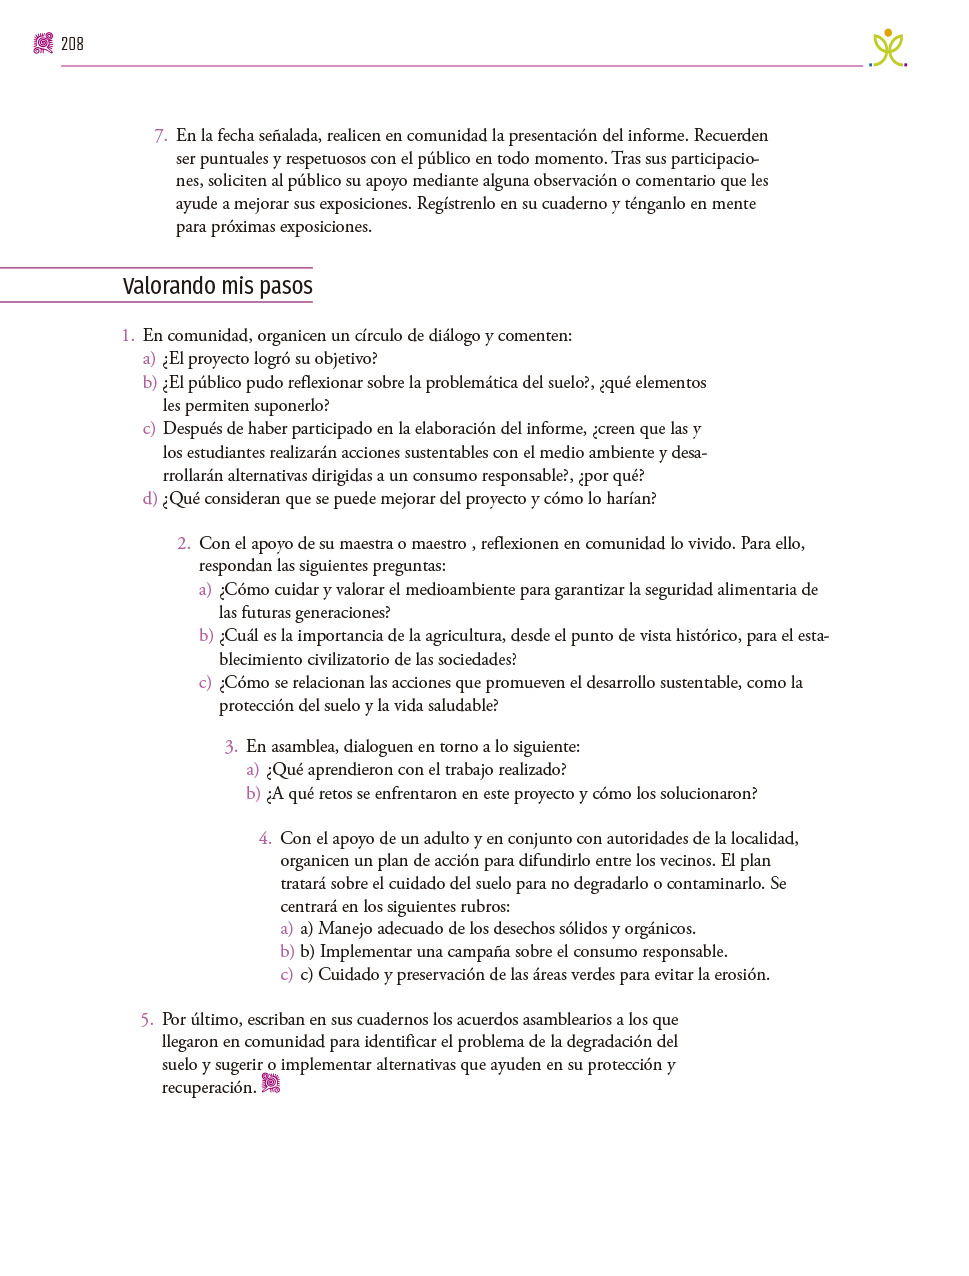 208
7. En la fecha señalada, realicen en comunidad la presentación del informe. Recuerden
ser puntuales y respetuosos con el público en todo momento. Tras sus participacio-
nes, soliciten al público su apoyo mediante alguna observación o comentario que les
ayude a mejorar sus exposiciones. Regístrenlo en su cuaderno y ténganlo en mente
para próximas exposiciones.
Valorando mis pasos
1. En comunidad, organicen un círculo de diálogo y comenten:
a) ¿El proyecto logró su objetivo?
b) ¿El público pudo reflexionar sobre la problemática del suelo?, ¿qué elementos
les permiten suponerlo?
c) Después de haber participado en la elaboración del informe, ¿creen que las y
los estudiantes realizarán acciones sustentables con el medio ambiente y desa-
rrollarán alternativas dirigidas a un consumo responsable?, ¿por qué?
d) ¿Qué consideran que se puede mejorar del proyecto y cómo lo harían?
2. Con el apoyo de su maestra o maestro , reflexionen en comunidad lo vivido. Para ello,
respondan las siguientes preguntas:
a) ¿Cómo cuidar y valorar el medioambiente para garantizar la seguridad alimentaria de
las futuras generaciones?
b) ¿Cuál es la importancia de la agricultura, desde el punto de vista histórico, para el esta-
blecimiento civilizatorio de las sociedades?
c) ¿Cómo se relacionan las acciones que promueven el desarrollo sustentable, como la
protección del suelo y la vida saludable?
3. En asamblea, dialoguen en torno a lo siguiente:
a) ¿Qué aprendieron con el trabajo realizado?
b) ¿A qué retos se enfrentaron en este proyecto y cómo los solucionaron?
4. Con el apoyo de un adulto y en conjunto con autoridades de la localidad,
organicen un plan de acción para difundirlo entre los vecinos. El plan
tratará sobre el cuidado del suelo para no degradarlo o contaminarlo. Se
centrará en los siguientes rubros:
a) a) Manejo adecuado de los desechos sólidos y orgánicos.
b) b) Implementar una campaña sobre el consumo responsable.
c) c) Cuidado y preservación de las áreas verdes para evitar la erosión.
5. Por último, escriban en sus cuadernos los acuerdos asamblearios a los que
llegaron en comunidad para identificar el problema de la degradación del
suelo y sugerir o implementar alternativas que ayuden en su protección y
recuperación.